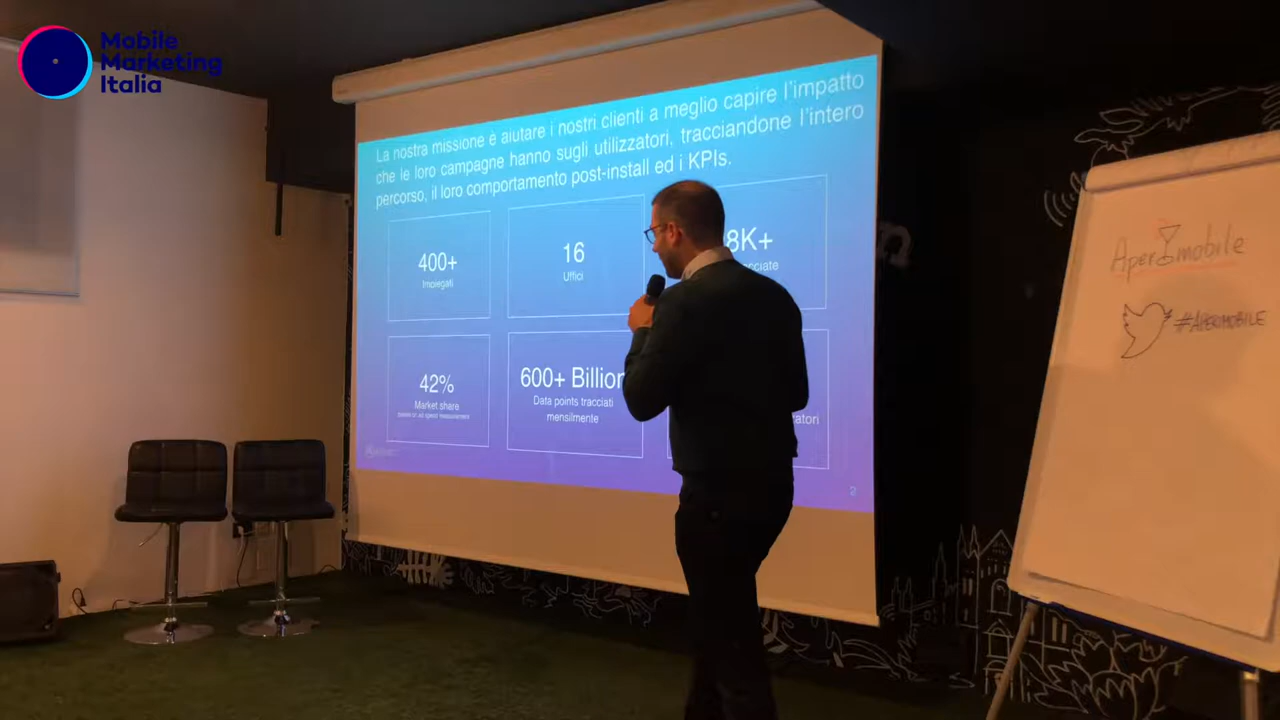 Mobile
Marketing
Italia
La nostra missione è aiutare i nostri clienti a meglio capire l'impatto
che le loro campagne hanno sugli utilizzatori, tracciandone l'intero
percorso, il loro comportamento post-install ed i KPIs.
400+
Impiegati
16
Uffici
8K+
42%
Market share
600+ Billion
Data points tracciati
mensilmente
2
Aperimobile
#APERIMOBILE